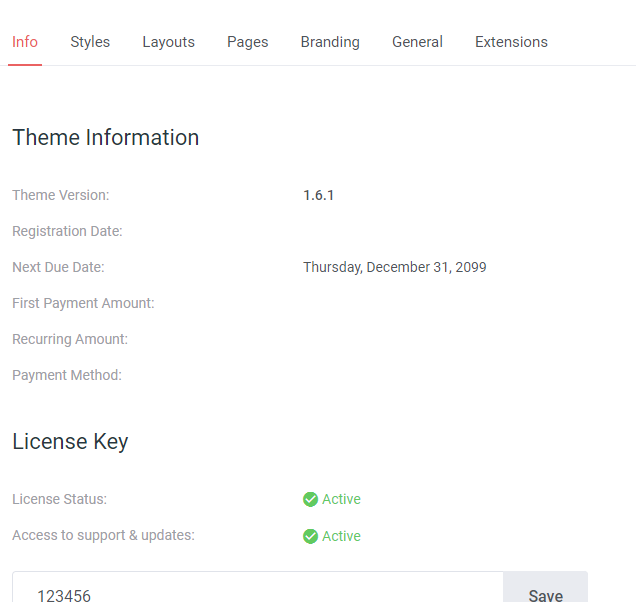 Info Styles Layouts Pages Branding General Extensions
Theme Information
Theme Version: 1.6.1
Registration Date:
Next Due Date: Thursday, December 31, 2099
First Payment Amount:
Recurring Amount:
Payment Method:
License Key
License Status: Active
Access to support & updates: Active
123456 Save